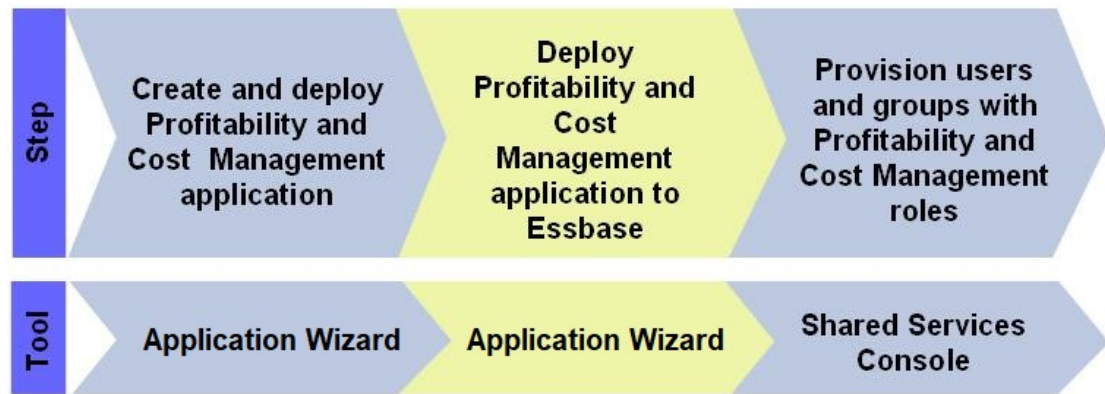 Step
Create and deploy
Profitability and
Cost Management
application
Deploy
Profitability and
Cost
Management
application to
Essbase
Provision users
and groups with
Profitability and
Cost Management
roles
Tool
Application Wizard
Application Wizard
Shared Services
Console